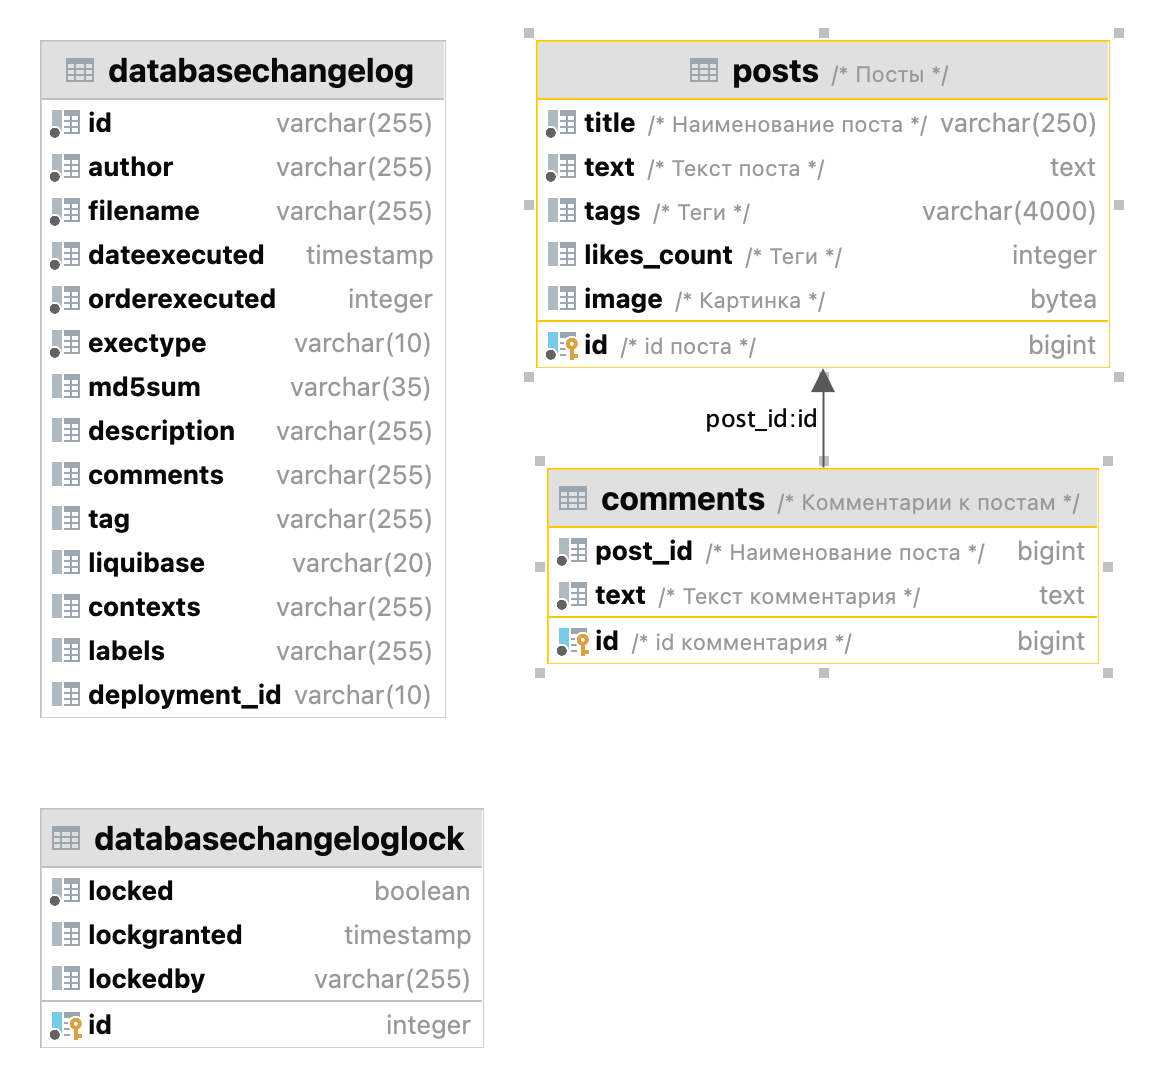 databasechangelog
id varchar(255)
author varchar(255)
filename varchar(255)
dateexecuted timestamp
orderexecuted integer
exectype varchar(10)
md5sum varchar(35)
description varchar(255)
comments varchar(255)
tag varchar(255)
liquibase varchar(20)
contexts varchar(255)
labels varchar(255)
deployment_id varchar(10)
posts /* Посты */
title /* Наименование поста */ varchar(250)
text /* Текст поста */ text
tags /* Теги */ varchar(4000)
likes_count /* Теги */ integer
image /* Картинка */ bytea
id /* id поста */ bigint
post_id:id
comments /* Комментарии к постам */
post_id /* Наименование поста */ bigint
text /* Текст комментария */ text
id /* id комментария */ bigint
databasechangeloglock
locked boolean
lockgranted timestamp
lockedby varchar(255)
id integer